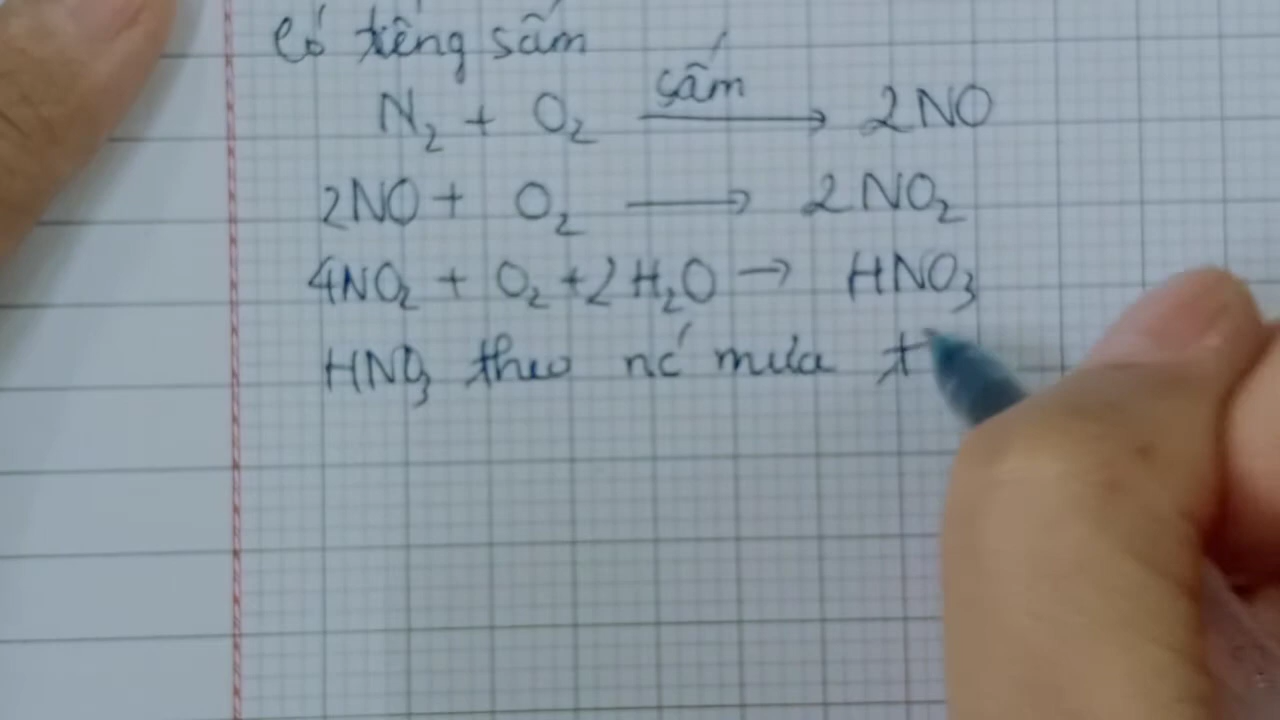 có tiếng sấm
N₂ + O₂ —sấm→ 2NO
2NO + O₂ → 2NO₂
4NO₂ + O₂ + 2H₂O → HNO₃
HNO₃ theo nc' mưa t